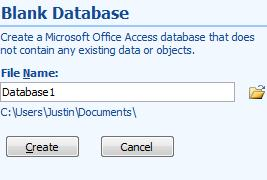 Blank Database
Create a Microsoft Office Access database that does
not contain any existing data or objects.
File Name:
Database1
C:\Users\Justin\Documents\
Create
Cancel